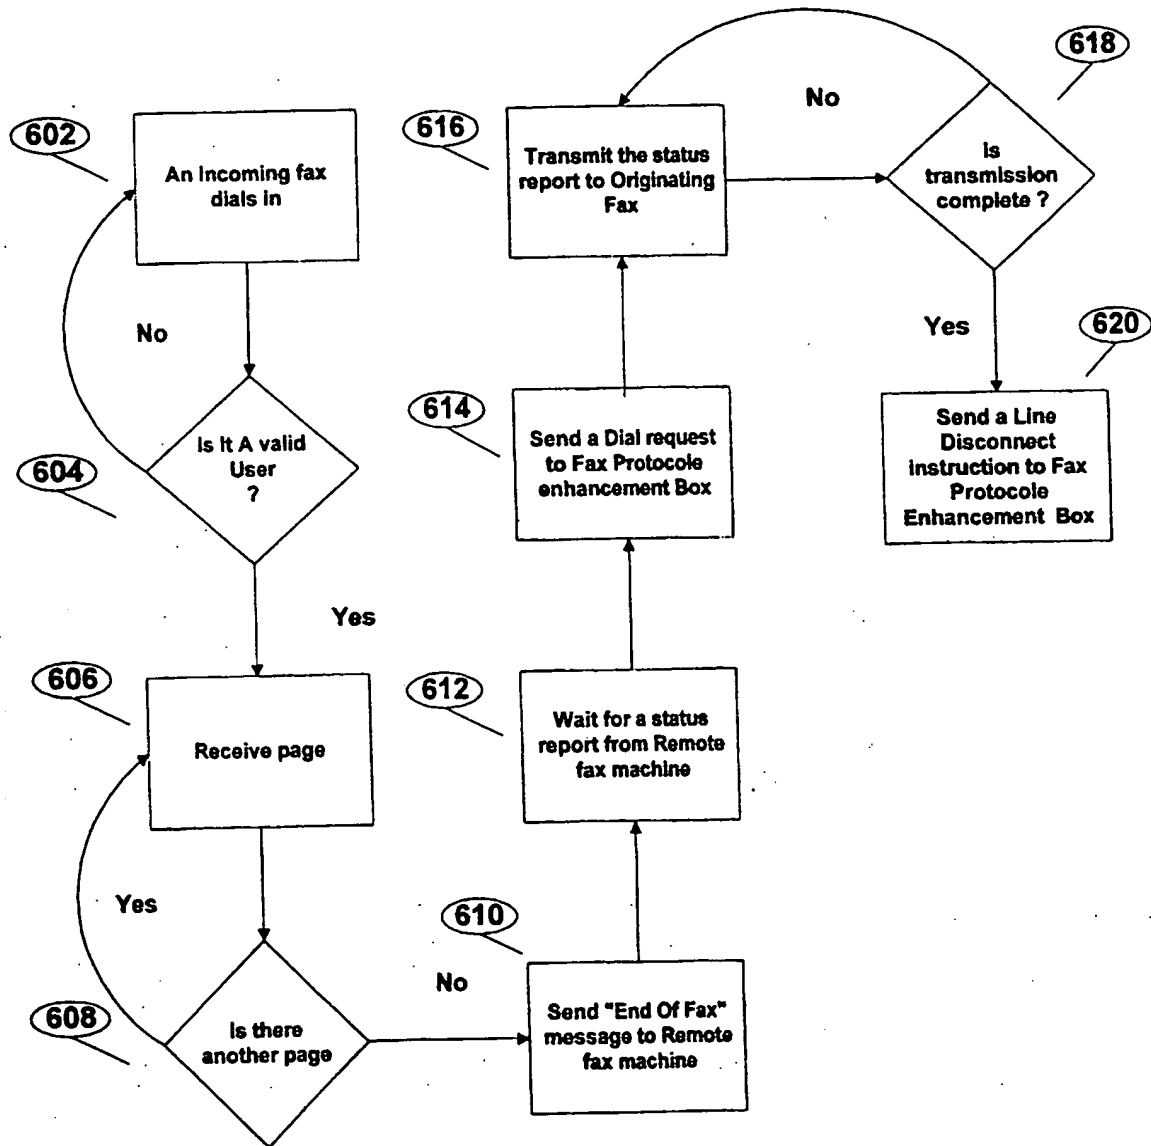 602
An incoming fax
dials in
No
604
Is It A valid
User
?
Yes
606
Receive page
Yes
608
Is there
another page
No
610
Send "End Of Fax"
message to Remote
fax machine
612
Wait for a status
report from Remote
fax machine
614
Send a Dial request
to Fax Protocole
enhancement Box
616
Transmit the status
report to Originating
Fax
No
618
Is
transmission
complete ?
Yes
620
Send a Line
Disconnect
instruction to Fax
Protocole
Enhancement Box